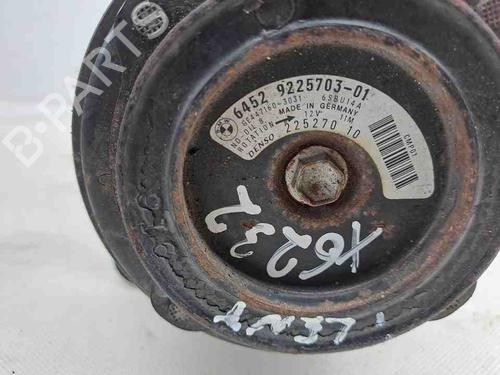 6452 9225703-01
GE447160-3031 6SBU14A
ND-OIL 8 MADE IN GERMANY
ROTATION → 12V 11M
DENSO 225270 10
CMP01
X6232
B PARTS